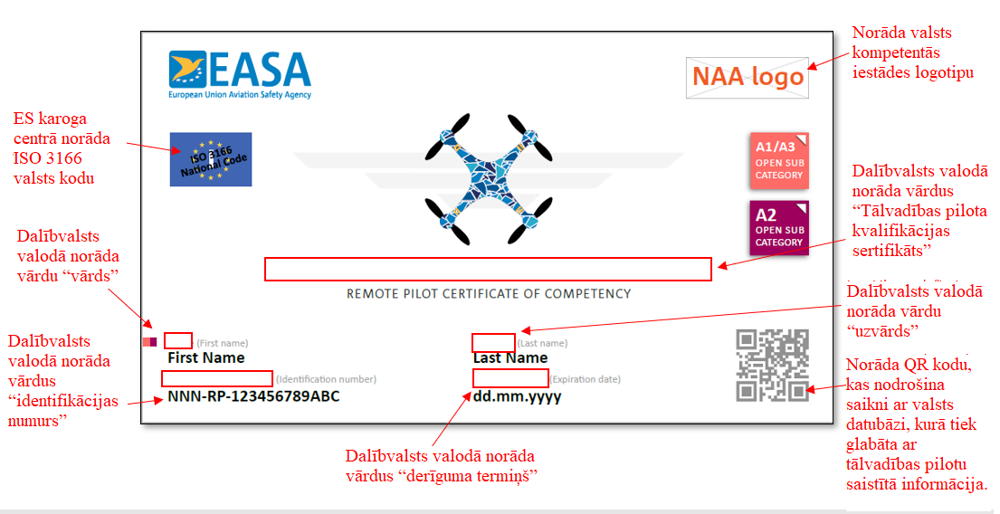 Norāda valsts
kompetentās
iestādes logotipu
EASA
European Union Aviation Safety Agency
NAA logo
ES karoga
centrā norāda
ISO 3166
valsts kodu
ISO 3166
National Code
A1/A3
OPEN SUB
CATEGORY
Dalībvalsts valodā
norāda vārdus
“Tālvadības pilota
kvalifikācijas
sertifikāts”
A2
OPEN SUB
CATEGORY
Dalībvalsts
valodā norāda
vārdu “vārds”
REMOTE PILOT CERTIFICATE OF COMPETENCY
Dalībvalsts valodā
norāda vārdu
“uzvārds”
(First name)
First Name
(Last name)
Last Name
Dalībvalsts
valodā norāda
vārdus
“identifikācijas
numurs”
(Identification number)
NNN-RP-123456789ABC
(Expiration date)
dd.mm.yyyy
Norāda QR kodu,
kas nodrošina
saikni ar valsts
datubāzi, kurā tiek
glabāta ar
tālvadības pilotu
saistītā informācija.
Dalībvalsts valodā norāda
vārdus “derīguma termiņš”